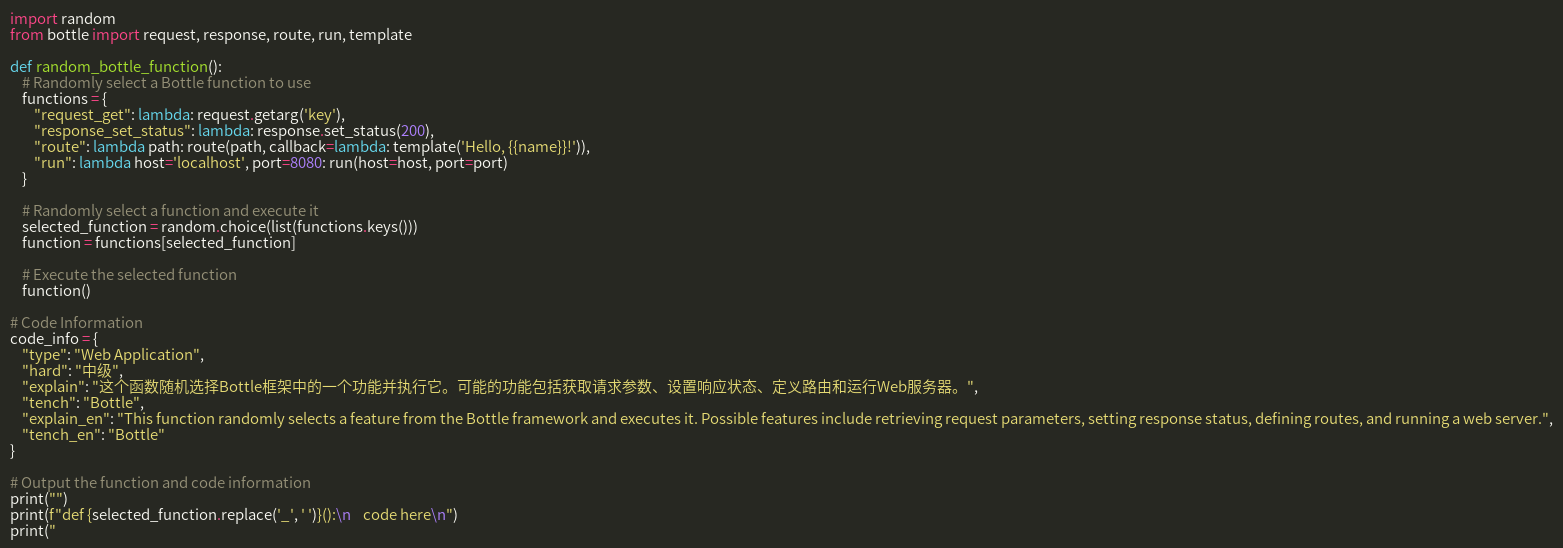 import random
from bottle import request, response, route, run, template

def random_bottle_function():
    # Randomly select a Bottle function to use
    functions = {
        "request_get": lambda: request.getarg('key'),
        "response_set_status": lambda: response.set_status(200),
        "route": lambda path: route(path, callback=lambda: template('Hello, {{name}}!')),
        "run": lambda host='localhost', port=8080: run(host=host, port=port)
    }

    # Randomly select a function and execute it
    selected_function = random.choice(list(functions.keys()))
    function = functions[selected_function]

    # Execute the selected function
    function()

# Code Information
code_info = {
    "type": "Web Application",
    "hard": "中级",
    "explain": "这个函数随机选择Bottle框架中的一个功能并执行它。可能的功能包括获取请求参数、设置响应状态、定义路由和运行Web服务器。",
    "tench": "Bottle",
    "explain_en": "This function randomly selects a feature from the Bottle framework and executes it. Possible features include retrieving request parameters, setting response status, defining routes, and running a web server.",
    "tench_en": "Bottle"
}

# Output the function and code information
print("")
print(f"def {selected_function.replace('_', ' ')}():\n    code here\n")
print("